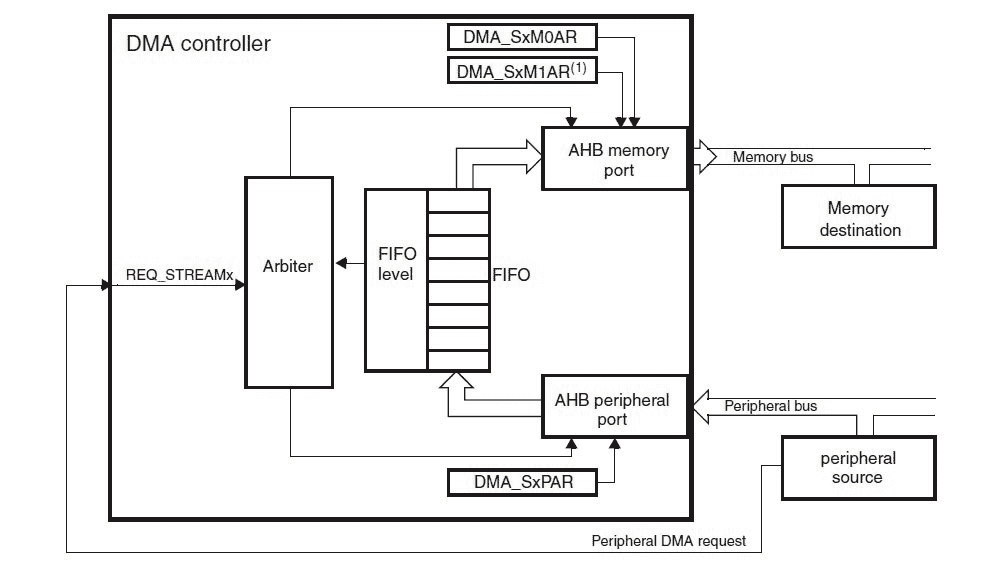 DMA controller
DMA_SxM0AR
DMA_SxM1AR(1)
AHB memory
port
Memory bus
Memory
destination
Arbiter
FIFO
level
FIFO
REQ_STREAMx
AHB peripheral
port
Peripheral bus
peripheral
source
DMA_SxPAR
Peripheral DMA request